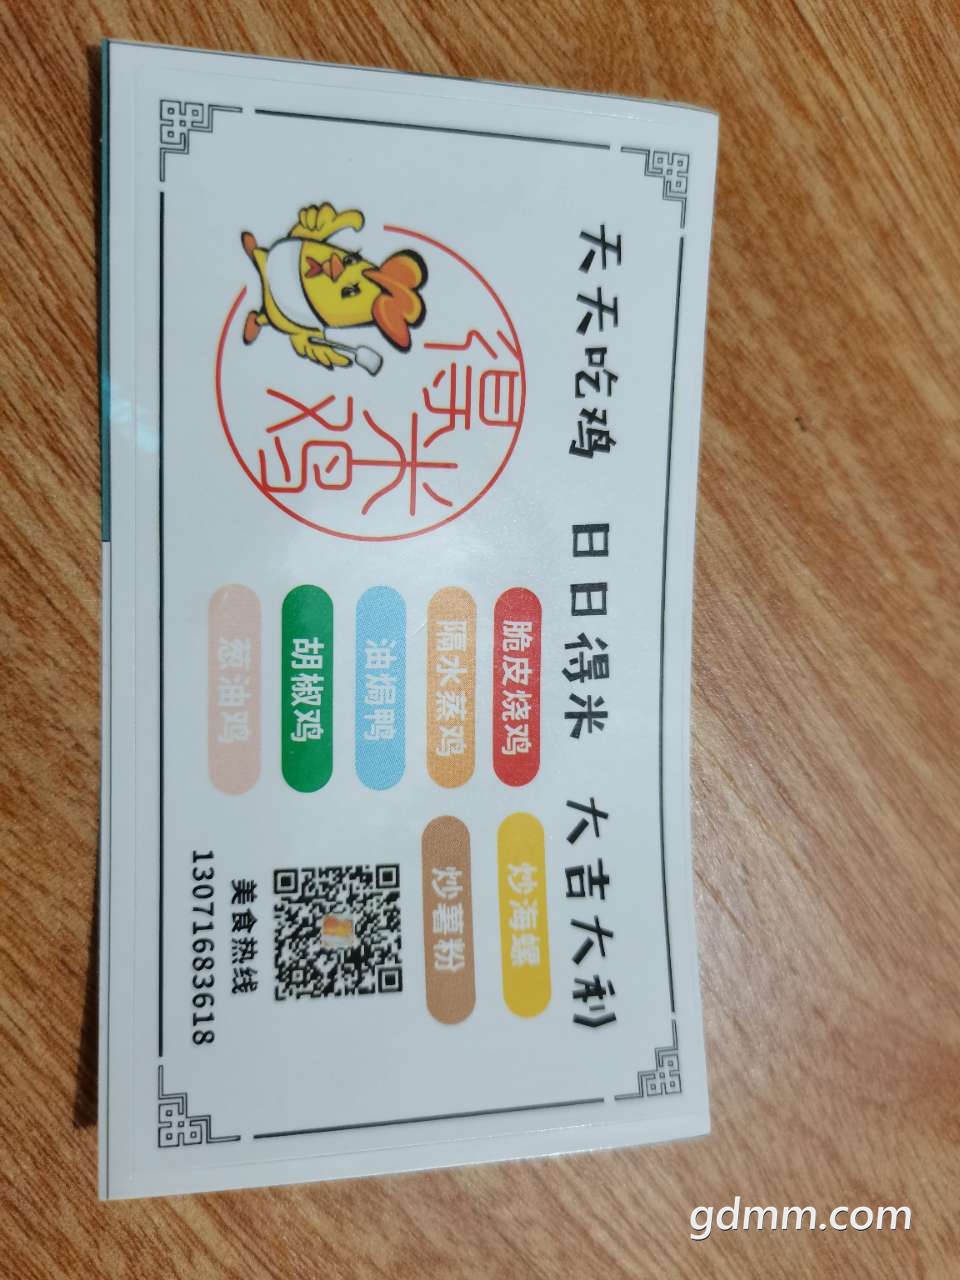 天天吃鸡 日日得米 大吉大利
得米鸡
脆皮烧鸡
隔水蒸鸡
油焗鸭
胡椒鸡
葱油鸡
炒海螺
炒薯粉
美食热线
13071683618
gdmm.com